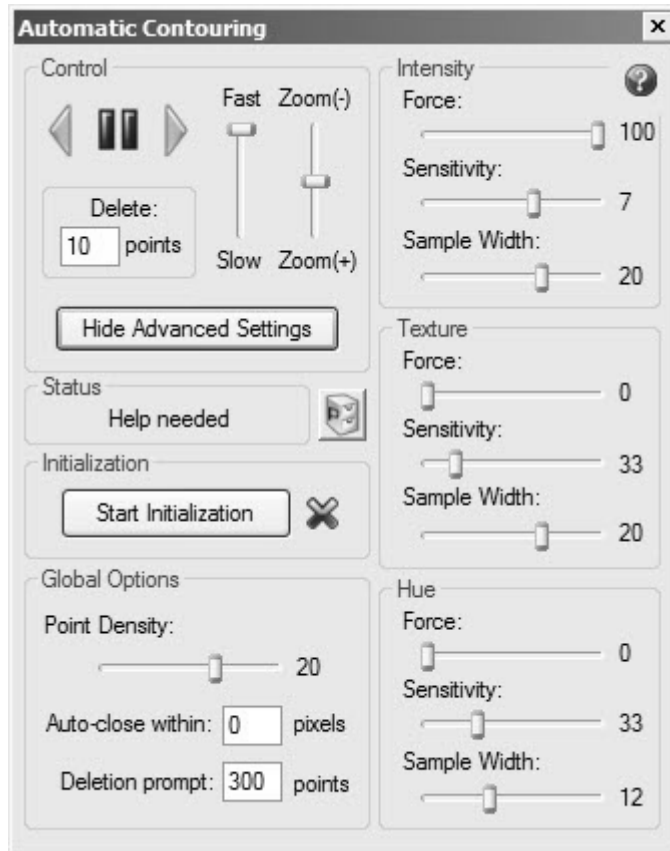 Automatic Contouring
Control
Fast Zoom(-)
Delete:
10 points
Slow Zoom(+)
Hide Advanced Settings
Status
Help needed
Initialization
Start Initialization
Global Options
Point Density:
20
Auto-close within: 0 pixels
Deletion prompt: 300 points
Intensity
?
Force:
100
Sensitivity:
7
Sample Width:
20
Texture
Force:
0
Sensitivity:
33
Sample Width:
20
Hue
Force:
0
Sensitivity:
33
Sample Width:
12